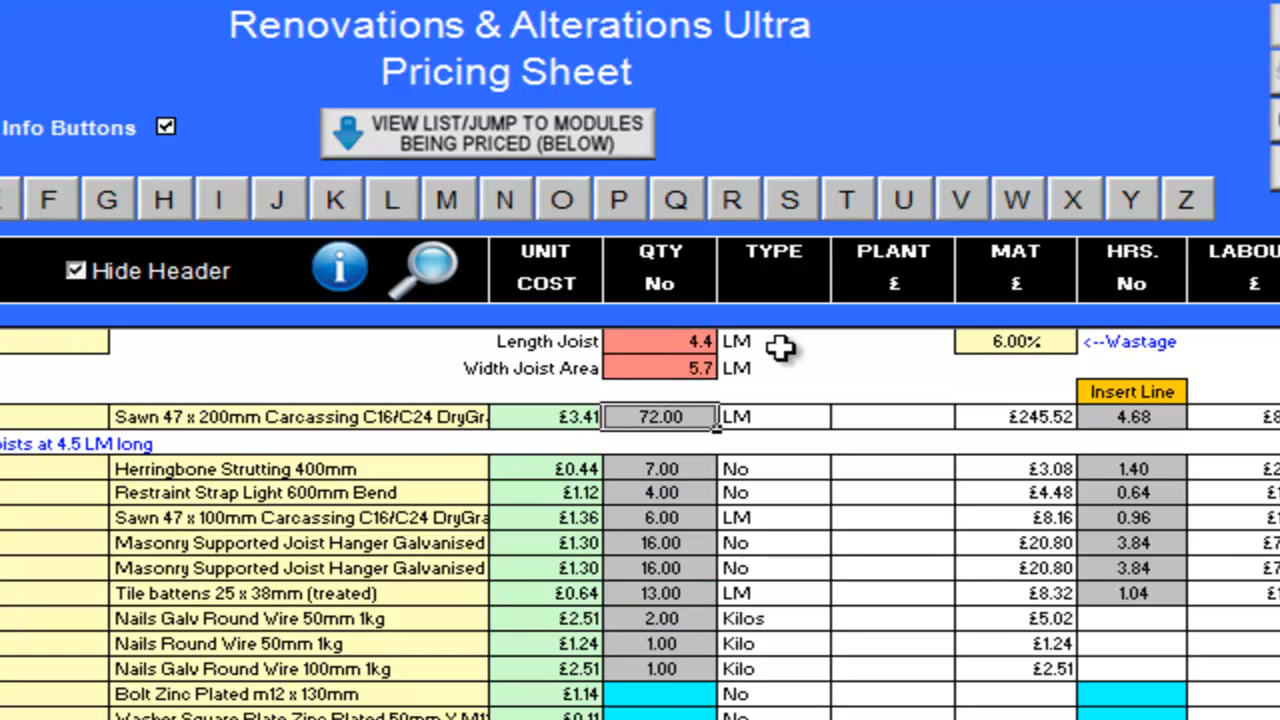 Renovations & Alterations Ultra
Pricing Sheet
Info Buttons
VIEW LIST/JUMP TO MODULES
BEING PRICED (BELOW)
F G H I J K L M N O P Q R S T U V W X Y Z
Hide Header
UNIT COST QTY No TYPE PLANT £ MAT £ HRS. No £
Length Joist 4.4 LM 6.00% <--Wastage
Width Joist Area 5.7 LM
Insert Line
Sawn 47 x 200mm Carcassing C16/C24 £3.41 72.00 LM £245.52 4.68
at 4.5 LM long
Herringbone Strutting 400mm £0.44 7.00 No £3.08 1.40
Restraint Strap Light 600mm Bend £1.12 4.00 No £4.48 0.64
Sawn 47 x 100mm Carcassing C16/C24 £1.36 6.00 LM £8.16 0.96
Masonry Supported Joist Hanger Galvanised £1.30 16.00 No £20.80 3.84
Masonry Supported Joist Hanger Galvanised £1.30 16.00 No £20.80 3.84
Tile battens 25 x 38mm (treated) £0.64 13.00 LM £8.32 1.04
Nails Galv Round Wire 50mm 1kg £2.51 2.00 Kilos £5.02
Nails Round Wire 50mm 1kg £1.24 1.00 Kilo £1.24
Nails Galv Round Wire 100mm 1kg £2.51 1.00 Kilo £2.51
Bolt Zinc Plated m12 x 130mm £1.14 No
Washer Square Plate Zinc Plated 50mm X £0.11 No